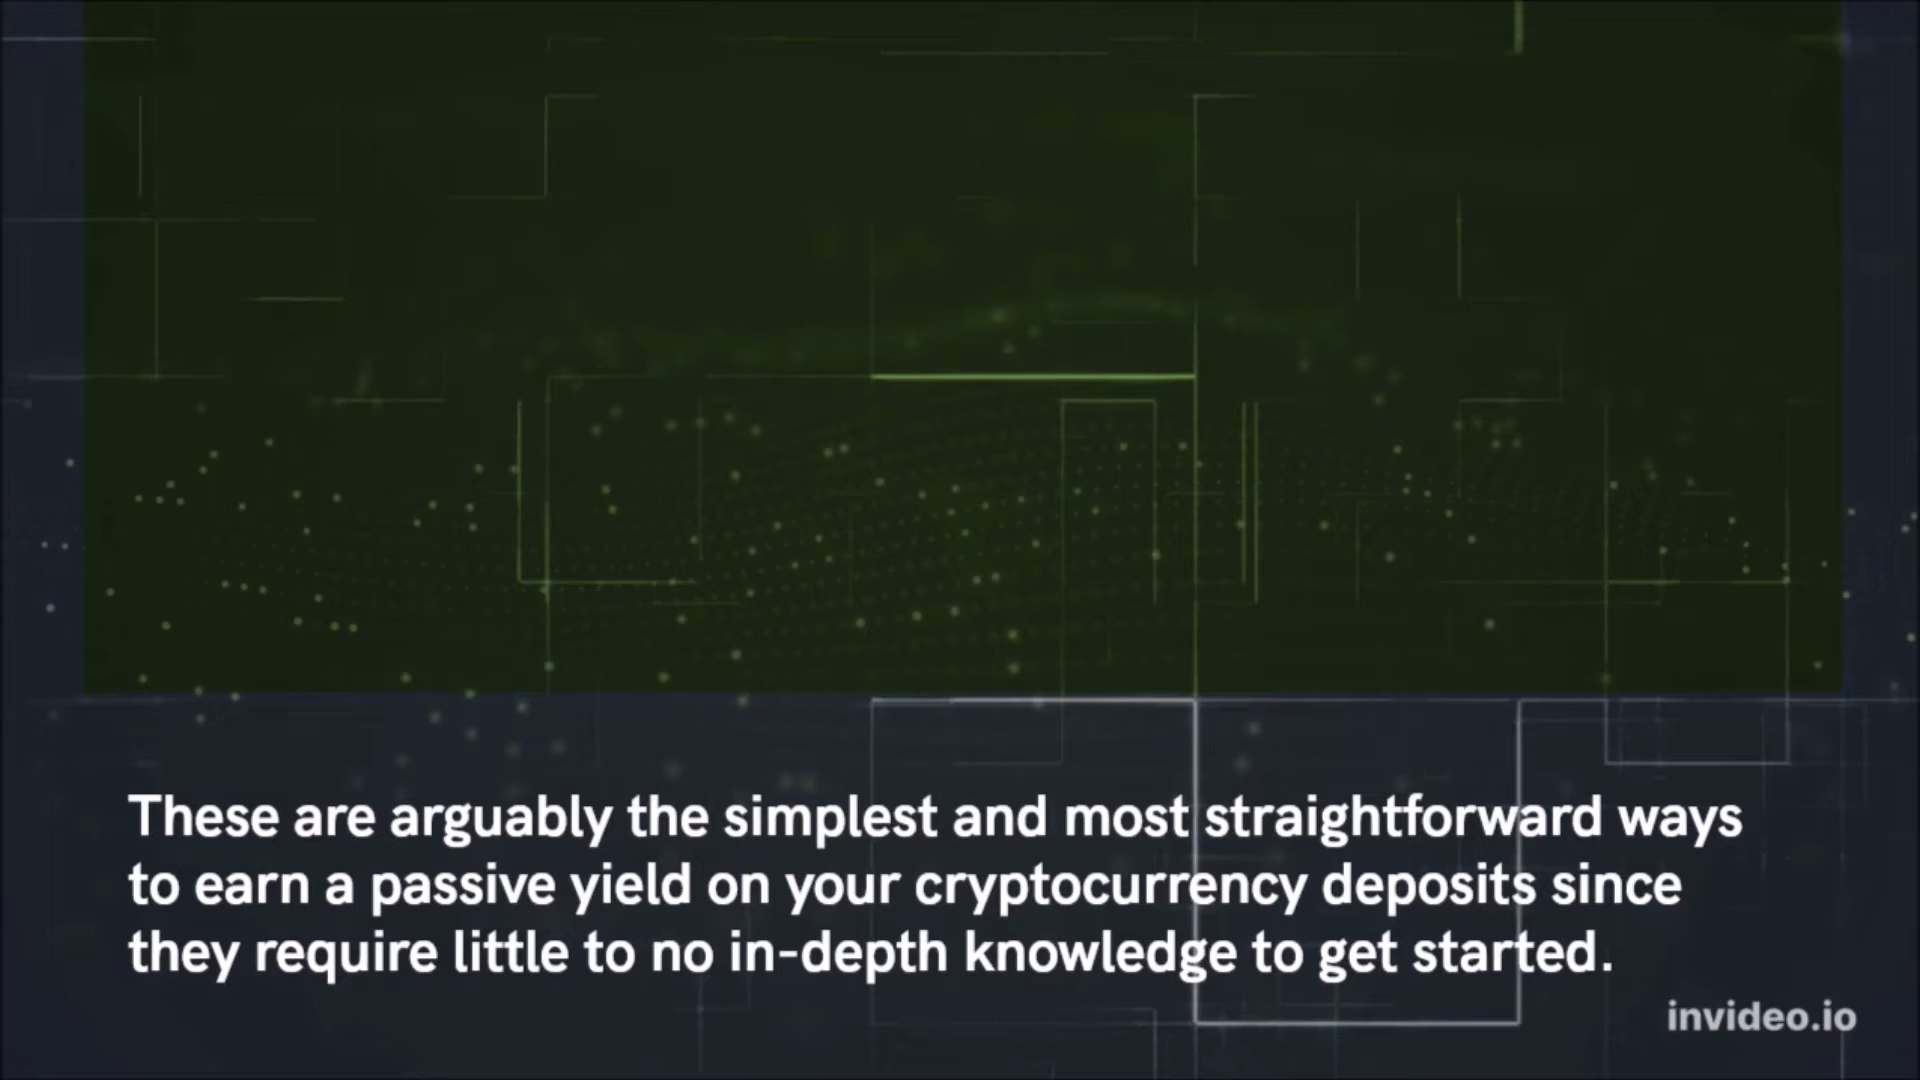 These are arguably the simplest and most straightforward ways
to earn a passive yield on your cryptocurrency deposits since
they require little to no in-depth knowledge to get started.
invideo.io